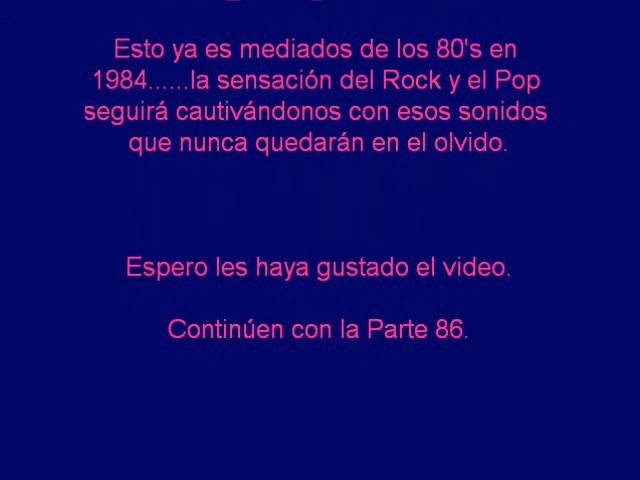 Esto ya es mediados de los 80's en
1984......la sensación del Rock y el Pop
seguirá cautivándonos con esos sonidos
que nunca quedarán en el olvido.
Espero les haya gustado el video.
Continúen con la Parte 86.